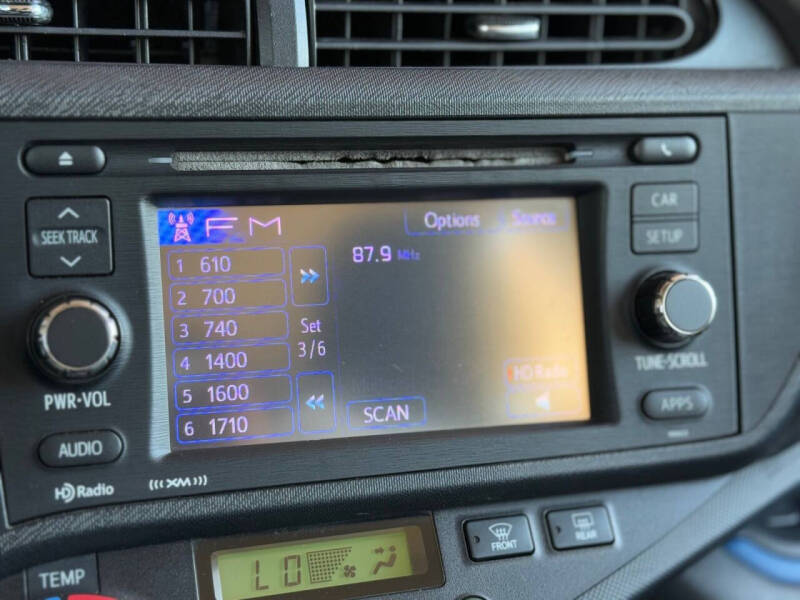 SEEK TRACK
PWR•VOL
AUDIO
HD Radio
(((XM)))
FM
Options
Source
87.9 MHz
1 610
2 700
3 740
4 1400
5 1600
6 1710
Set
3/6
SCAN
HD Radio
CAR
SETUP
TUNE•SCROLL
APPS
TEMP
LO
FRONT
REAR